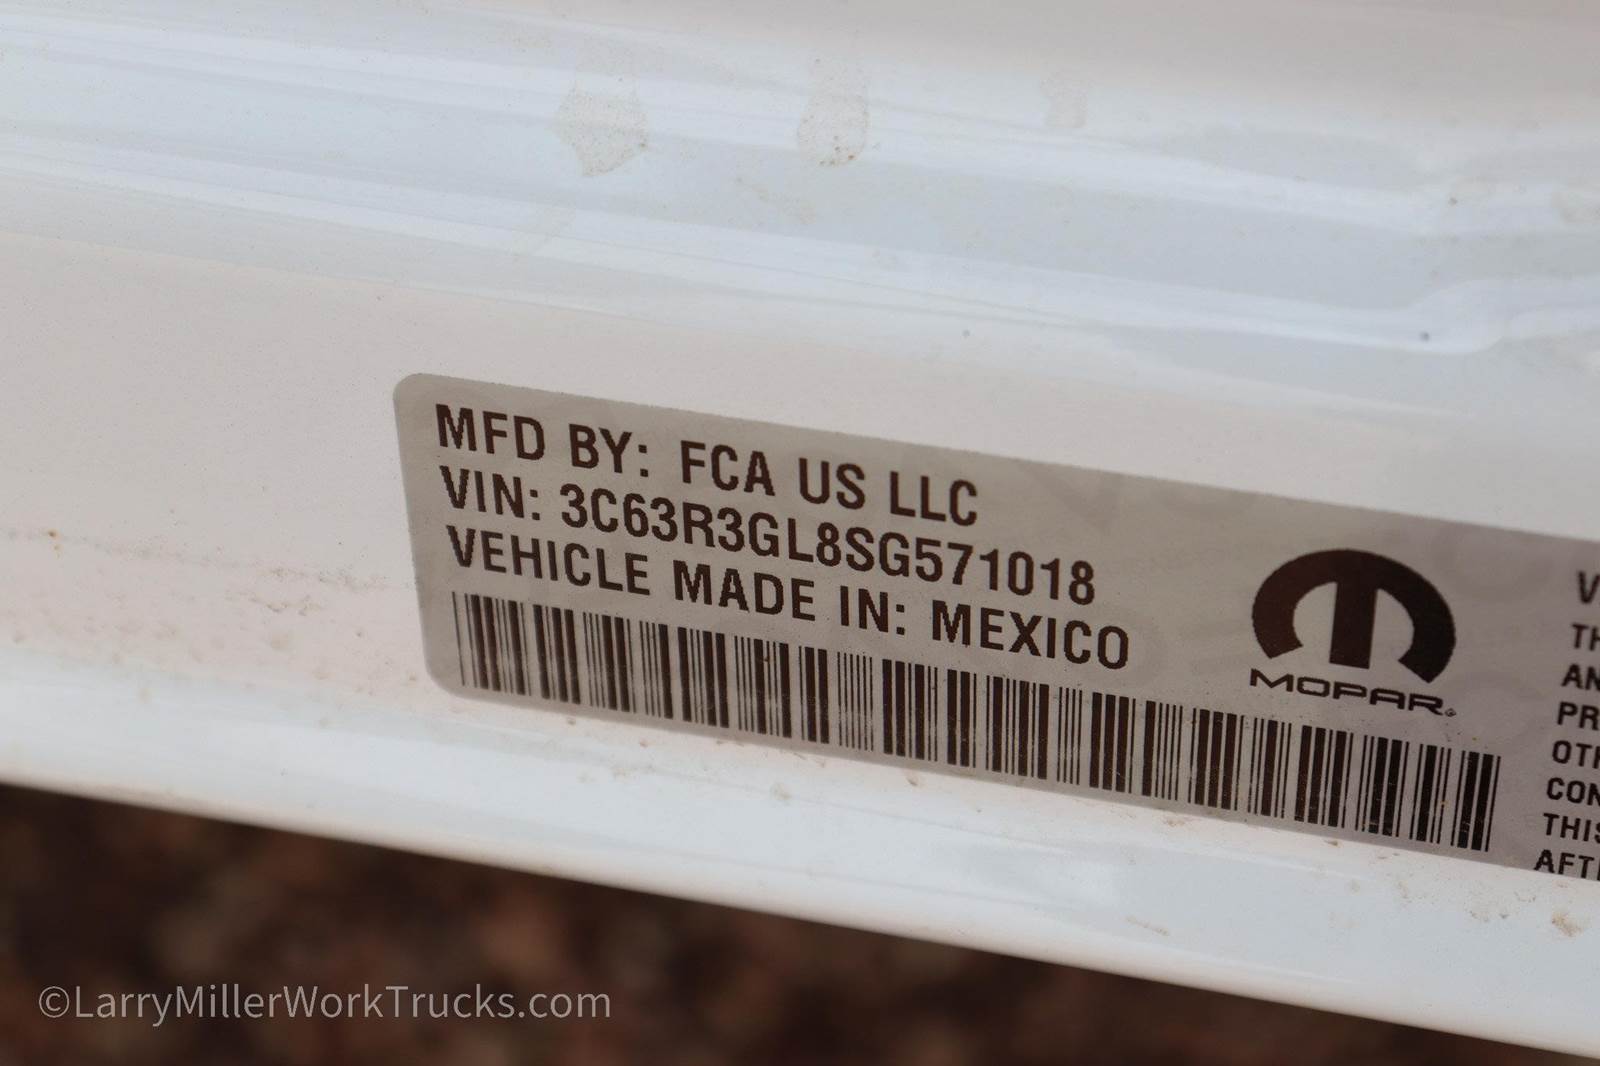 MFD BY: FCA US LLC
VIN: 3C63R3GL8SG571018
VEHICLE MADE IN: MEXICO
MOPAR
©LarryMillerWorkTrucks.com